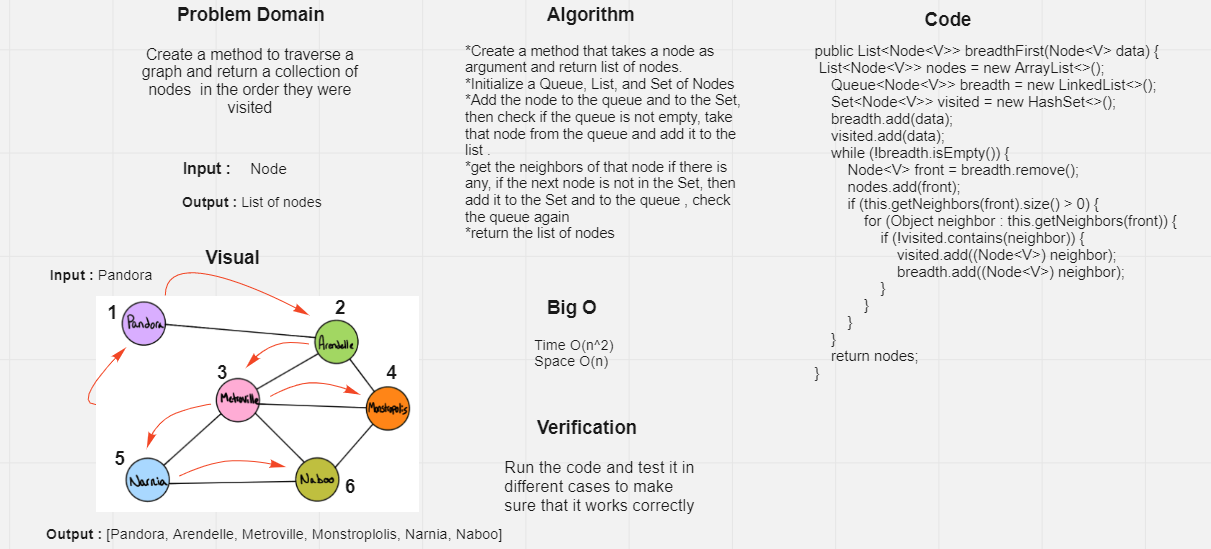 Problem Domain
Create a method to traverse a
graph and return a collection of
nodes in the order they were
visited
Input : Node
Output : List of nodes
Visual
Input : Pandora
1
Pandora
2
Arendelle
3
Metroville
4
Monstropolis
5
Narnia
Naboo
6
Output : [Pandora, Arendelle, Metroville, Monstroplolis, Narnia, Naboo]
Algorithm
*Create a method that takes a node as
argument and return list of nodes.
*Initialize a Queue, List, and Set of Nodes
*Add the node to the queue and to the Set,
then check if the queue is not empty, take
that node from the queue and add it to the
list .
*get the neighbors of that node if there is
any, if the next node is not in the Set, then
add it to the Set and to the queue , check
the queue again
*return the list of nodes
Big O
Time O(n^2)
Space O(n)
Verification
Run the code and test it in
different cases to make
sure that it works correctly
Code
public List<Node<V>> breadthFirst(Node<V> data) {
List<Node<V>> nodes = new ArrayList<>();
Queue<Node<V>> breadth = new LinkedList<>();
Set<Node<V>> visited = new HashSet<>();
breadth.add(data);
visited.add(data);
while (!breadth.isEmpty()) {
Node<V> front = breadth.remove();
nodes.add(front);
if (this.getNeighbors(front).size() > 0) {
for (Object neighbor : this.getNeighbors(front)) {
if (!visited.contains(neighbor)) {
visited.add((Node<V>) neighbor);
breadth.add((Node<V>) neighbor);
}
}
}
}
return nodes;
}